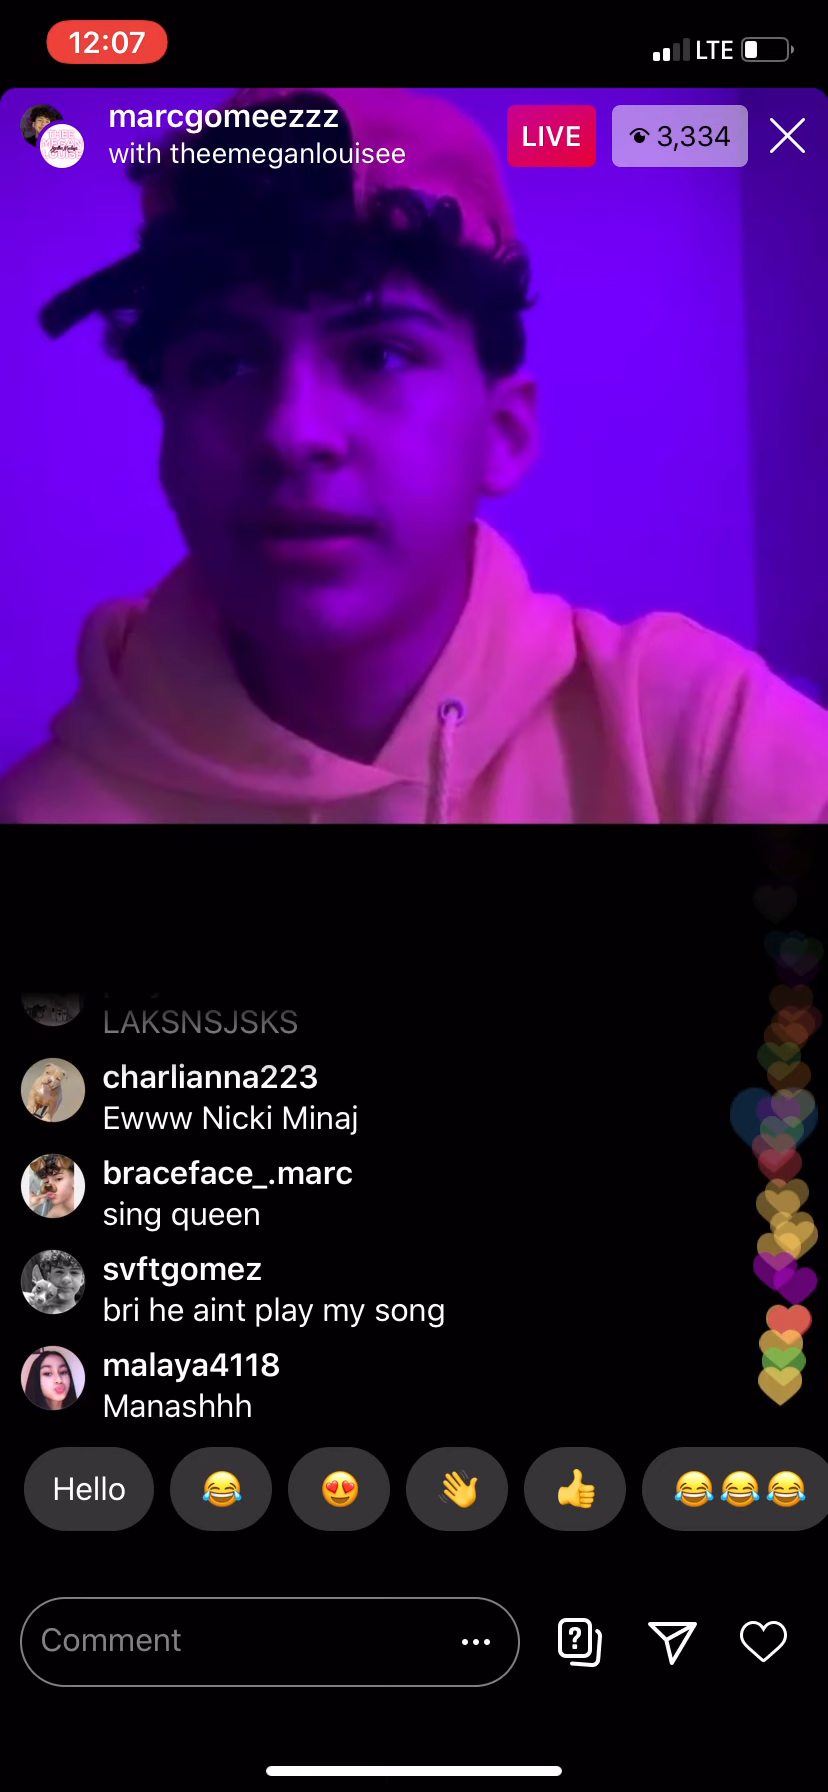 12:07
LTE
marcgomeezzz
with theemeganlouisee
LIVE
3,334
LAKSNSJSKS
charlianna223
Ewww Nicki Minaj
braceface_.marc
sing queen
svftgomez
bri he aint play my song
malaya4118
Manashhh
Hello
Comment